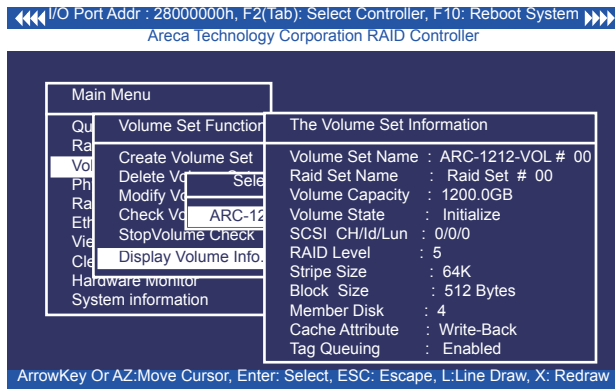 I/O Port Addr : 28000000h, F2(Tab): Select Controller, F10: Reboot System
Areca Technology Corporation RAID Controller
Main Menu
Hardware Monitor
System information
Volume Set Function
Create Volume Set
Delete
Modify
Check
StopVolume Check
Display Volume Info.
The Volume Set Information
Volume Set Name : ARC-1212-VOL # 00
Raid Set Name : Raid Set # 00
Volume Capacity : 1200.0GB
Volume State : Initialize
SCSI CH/Id/Lun : 0/0/0
RAID Level : 5
Stripe Size : 64K
Block Size : 512 Bytes
Member Disk : 4
Cache Attribute : Write-Back
Tag Queuing : Enabled
ArrowKey Or AZ:Move Cursor, Enter: Select, ESC: Escape, L:Line Draw, X: Redraw